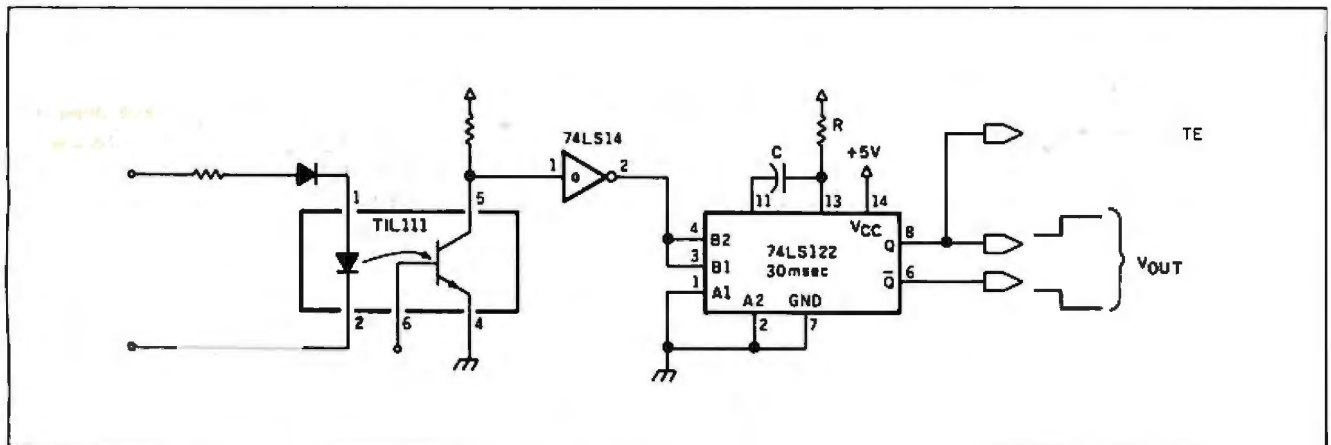 74LS14
1
2
TIL111
1
5
2
6
4
C
R
+5V
11
13
14
VCC
4
B2
3
B1
1
A1
74LS122
30msec
A2
GND
2
7
Q
8
Q̅
6
TE
VOUT